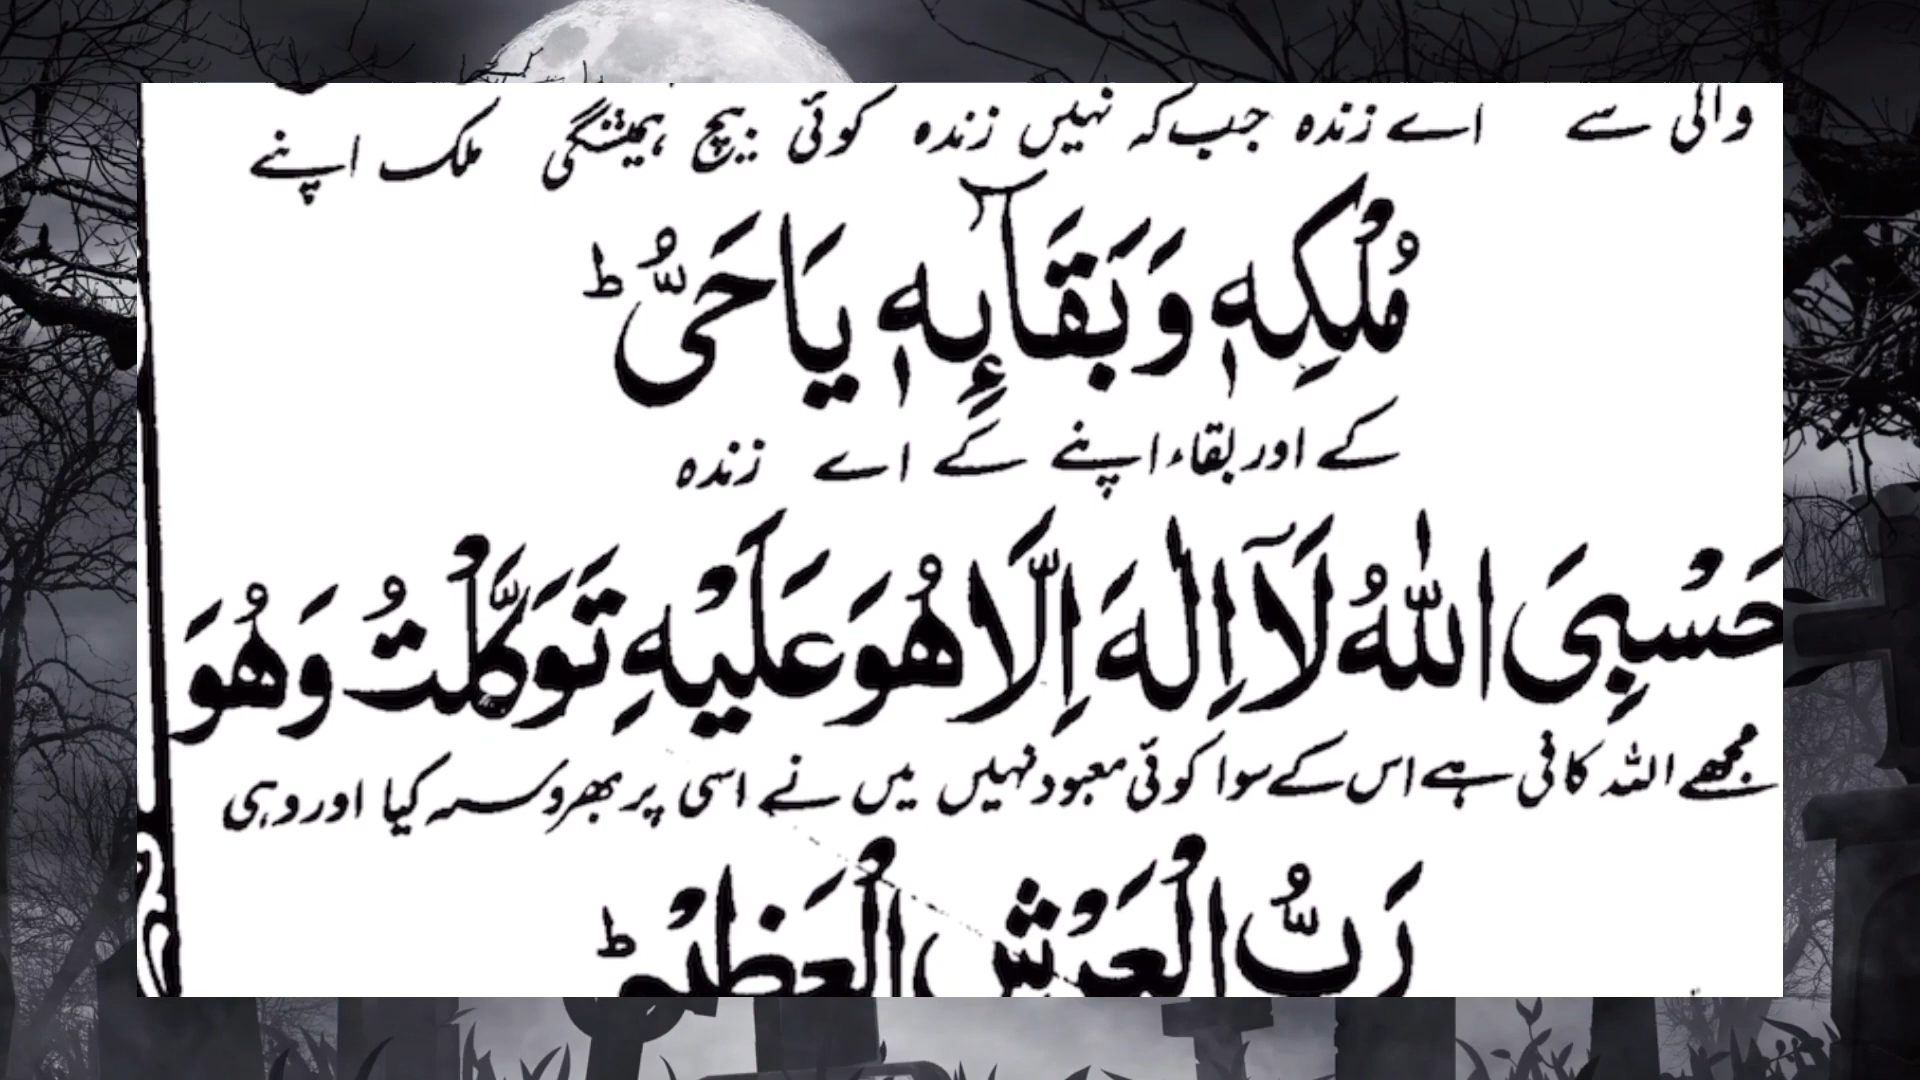 والی سے اے زندہ جب کہ نہیں زندہ کوئی بیچ ہمیشگی ملک اپنے
مُلْكِهٖ وَبَقَآئِهٖ يَا حَيُّ ؕ
کے اور بقاء اپنے کے اے زندہ
حَسْبِيَ اللّٰهُ لَآ اِلٰهَ اِلَّا هُوَ عَلَيْهِ تَوَكَّلْتُ وَهُوَ
مجھے اللہ کافی ہے اس کے سوا کوئی معبود نہیں میں نے اسی پر بھروسہ کیا اور وہی
رَبُّ الْعَرْشِ الْعَظِيْمِ ؕ